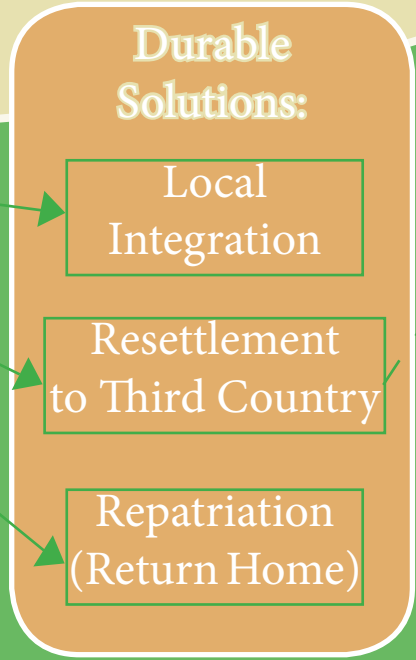 Durable
Solutions:
Local
Integration
Resettlement
to Third Country
Repatriation
(Return Home)